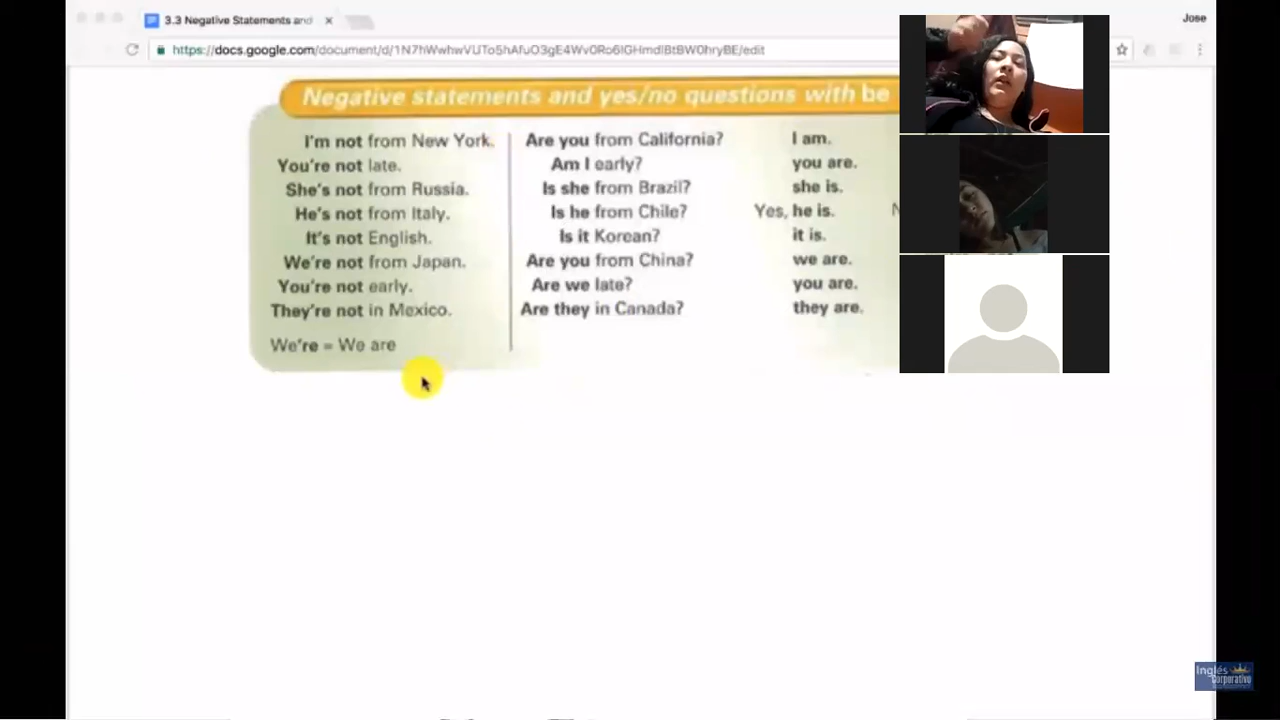 3.3 Negative Statements and
Jose
https://docs.google.com/document/d/1N7hWwhwVUTo5hAfuO3gE4Wv0Ro6IGHmdIBtBW0hryBE/edit
Negative statements and yes/no questions with be
I'm not from New York. Are you from California? I am.
You're not late. Am I early? you are.
She's not from Russia. Is she from Brazil? she is.
He's not from Italy. Is he from Chile? Yes, he is.
It's not English. Is it Korean? it is.
We're not from Japan. Are you from China? we are.
You're not early. Are we late? you are.
They're not in Mexico. Are they in Canada? they are.
We're = We are
Inglés
Corporativo